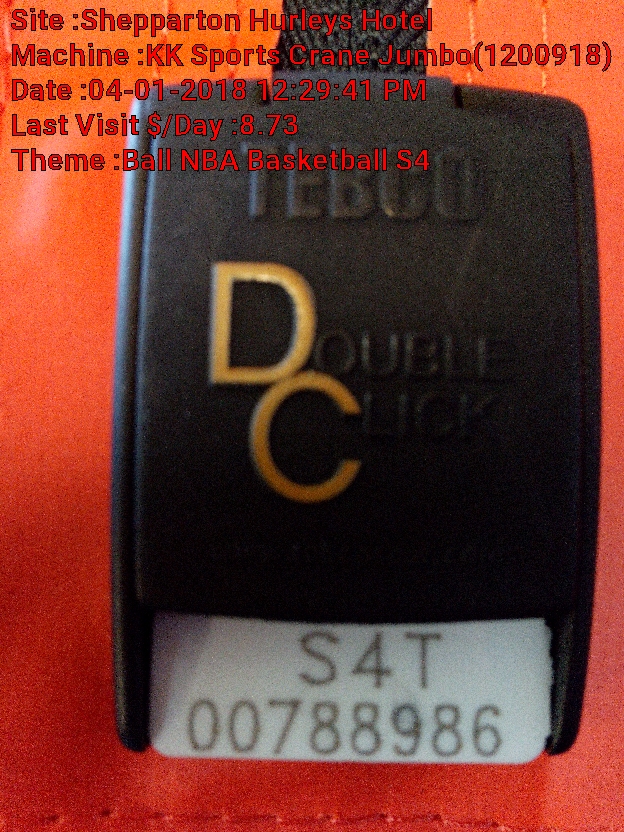 Site :Shepparton Hurleys Hotel
Machine :KK Sports Crane Jumbo(1200918)
Date :04-01-2018 12:29:41 PM
Last Visit $/Day :8.73
Theme :Ball NBA Basketball S4
TEBCO
DOUBLE
CLICK
S4T
00788986